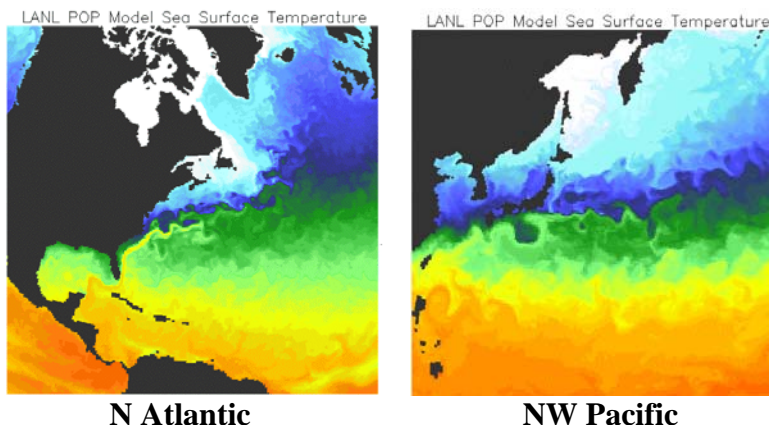 LANL POP Model Sea Surface Temperature
LANL POP Model Sea Surface Temperature
N Atlantic
NW Pacific